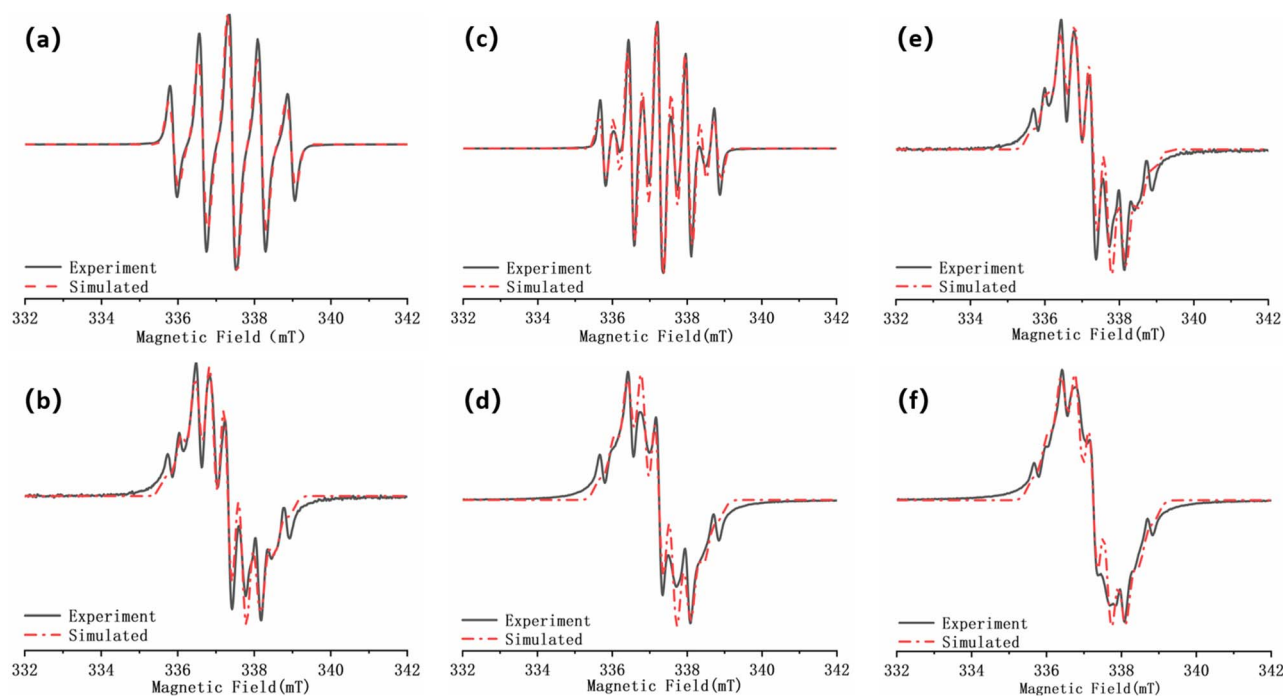 (a)
Experiment
Simulated
332 334 336 338 340 342
Magnetic Field (mT)
(c)
Experiment
Simulated
332 334 336 338 340 342
Magnetic Field(mT)
(e)
Experiment
Simulated
332 334 336 338 340 342
Magnetic Field(mT)
(b)
Experiment
Simulated
332 334 336 338 340 342
Magnetic Field(mT)
(d)
Experiment
Simulated
332 334 336 338 340 342
Magnetic Field(mT)
(f)
Experiment
Simulated
332 334 336 338 340 342
Magnetic Field(mT)